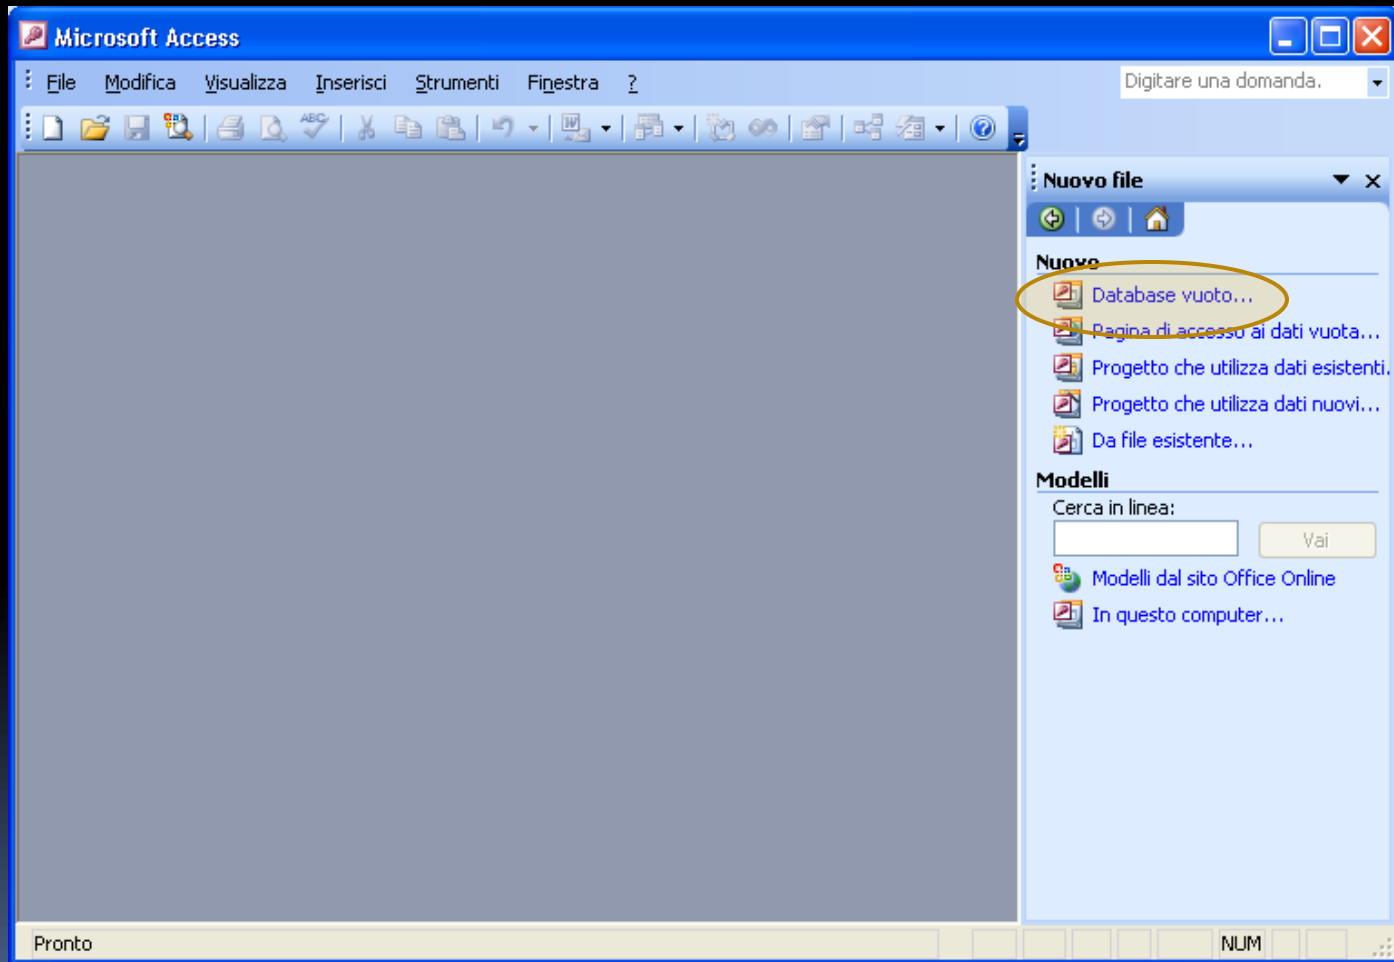 Microsoft Access
File Modifica Visualizza Inserisci Strumenti Finestra ?
Digitare una domanda.
ABC
W
Nuovo file
Nuovo
Database vuoto...
Pagina di accesso ai dati vuota...
Progetto che utilizza dati esistenti.
Progetto che utilizza dati nuovi...
Da file esistente...
Modelli
Cerca in linea:
Vai
Modelli dal sito Office Online
In questo computer...
Pronto
NUM